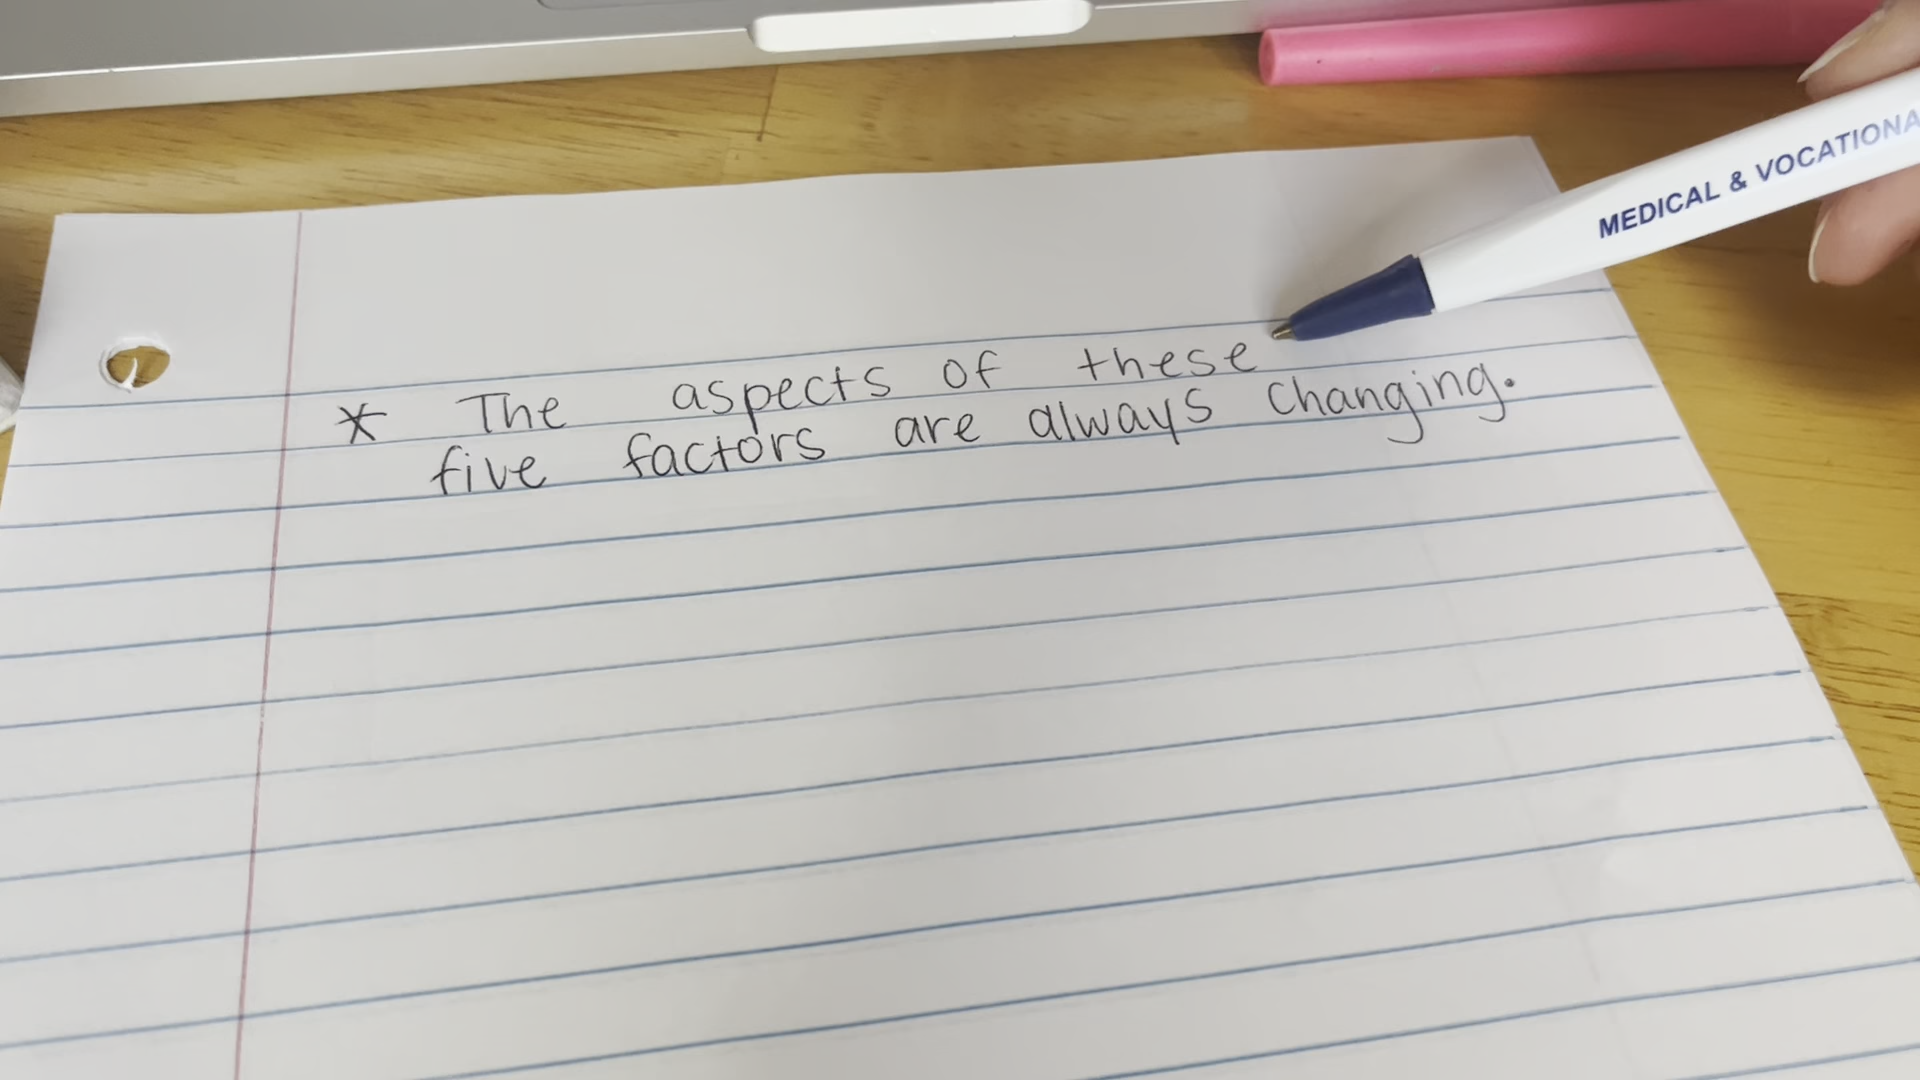 * The aspects of these
five factors are always changing.
MEDICAL & VOCATIONA